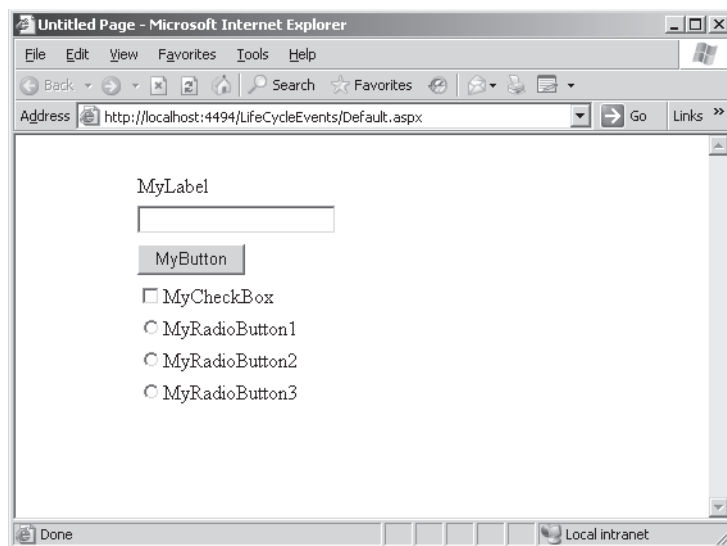 Untitled Page - Microsoft Internet Explorer
File Edit View Favorites Tools Help
Back Search Favorites
Address http://localhost:4494/LifeCycleEvents/Default.aspx Go Links »
MyLabel
MyButton
MyCheckBox
MyRadioButton1
MyRadioButton2
MyRadioButton3
Done Local intranet